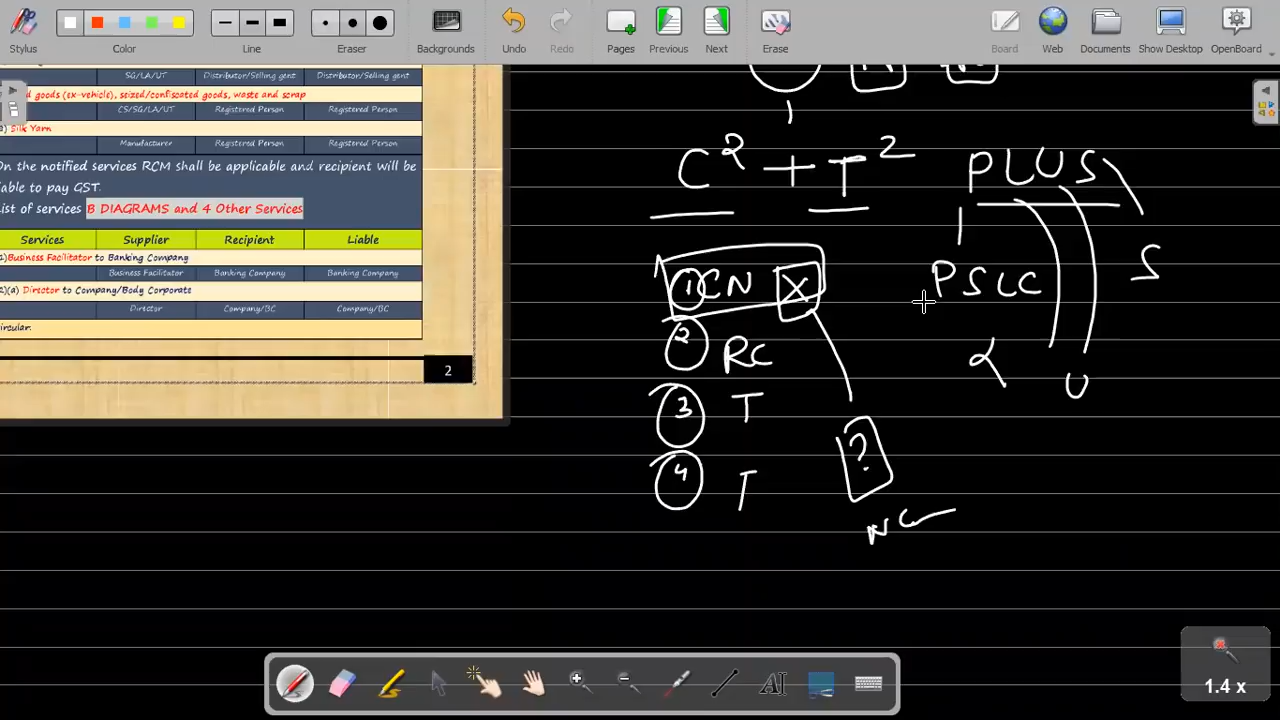 Stylus Color Line Eraser Backgrounds Undo Redo Pages Previous Next Erase Board Web Documents Show Desktop OpenBoard
SG/LA/UT Distributor/Selling gent Distributor/Selling gent
d goods (ex-vehicle), seized/confiscated goods, waste and scrap
CS/SG/LA/UT Registered Person Registered Person
) Silk Yarn
Manufacturer Registered Person Registered Person
On the notified services RCM shall be applicable and recipient will be
iable to pay GST.
List of services B DIAGRAMS and 4 Other Services
Services Supplier Recipient Liable
1)Business Facilitator to Banking Company
Business Facilitator Banking Company Banking Company
2)(a) Director to Company/Body Corporate
Director Company/BC Company/BC
ircular.
2
C² + T² PLUS
① CN X PSLC S
② RC
L U
③ T
?
④ T
NC
1.4 x